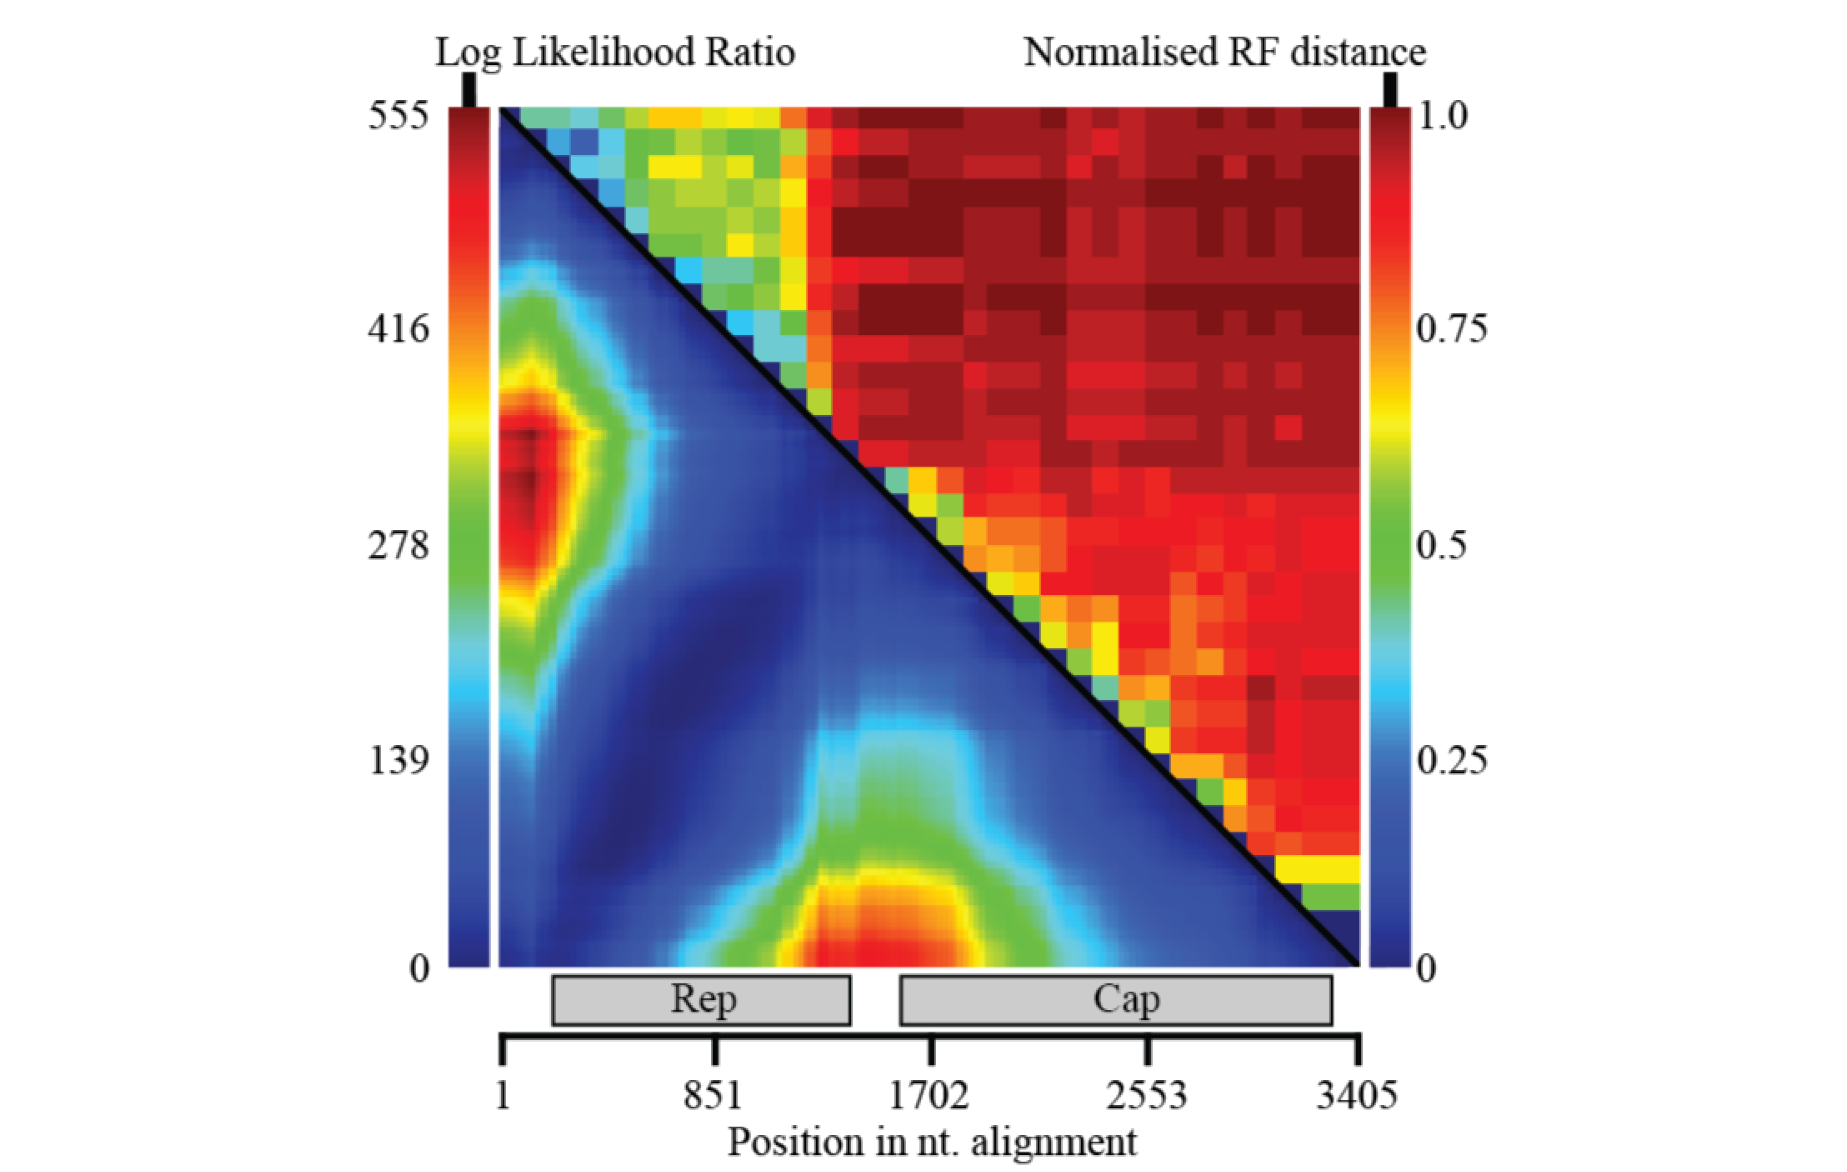 Log Likelihood Ratio Normalised RF distance
555 1.0
416 0.75
278 0.5
139 0.25
0 0
Rep Cap
1 851 1702 2553 3405
Position in nt. alignment